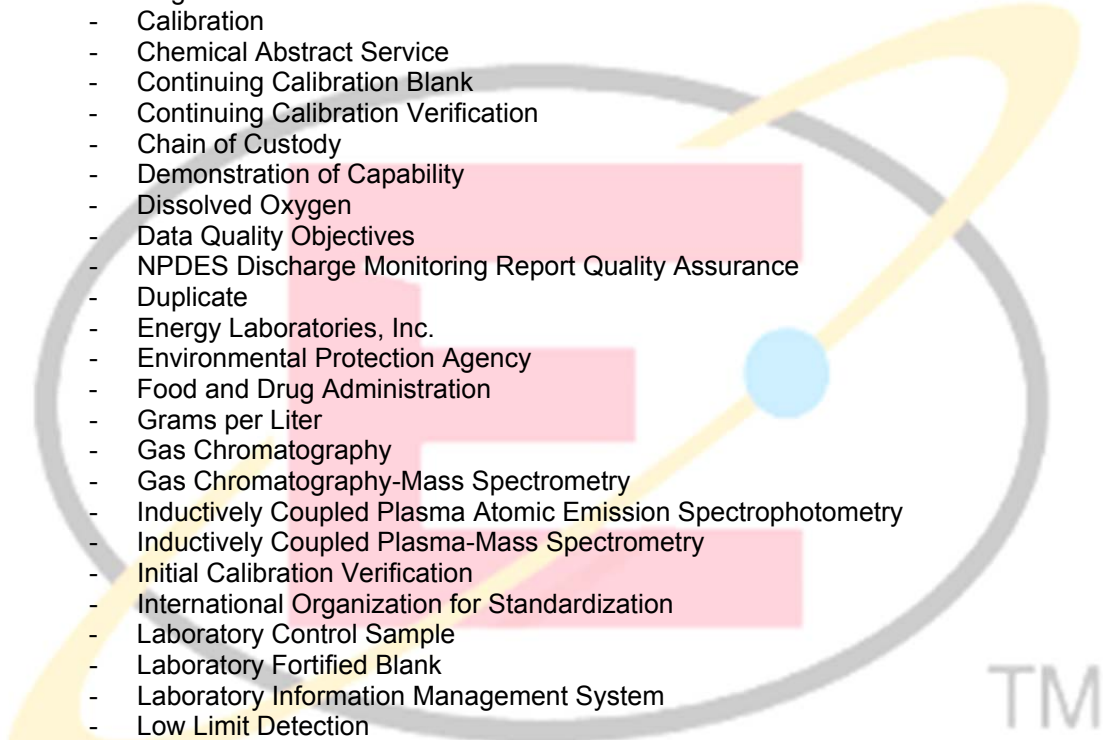 - Calibration
- Chemical Abstract Service
- Continuing Calibration Blank
- Continuing Calibration Verification
- Chain of Custody
- Demonstration of Capability
- Dissolved Oxygen
- Data Quality Objectives
- NPDES Discharge Monitoring Report Quality Assurance
- Duplicate
- Energy Laboratories, Inc.
- Environmental Protection Agency
- Food and Drug Administration
- Grams per Liter
- Gas Chromatography
- Gas Chromatography-Mass Spectrometry
- Inductively Coupled Plasma Atomic Emission Spectrophotometry
- Inductively Coupled Plasma-Mass Spectrometry
- Initial Calibration Verification
- International Organization for Standardization
- Laboratory Control Sample
- Laboratory Fortified Blank
- Laboratory Information Management System
- Low Limit Detection
E
TM